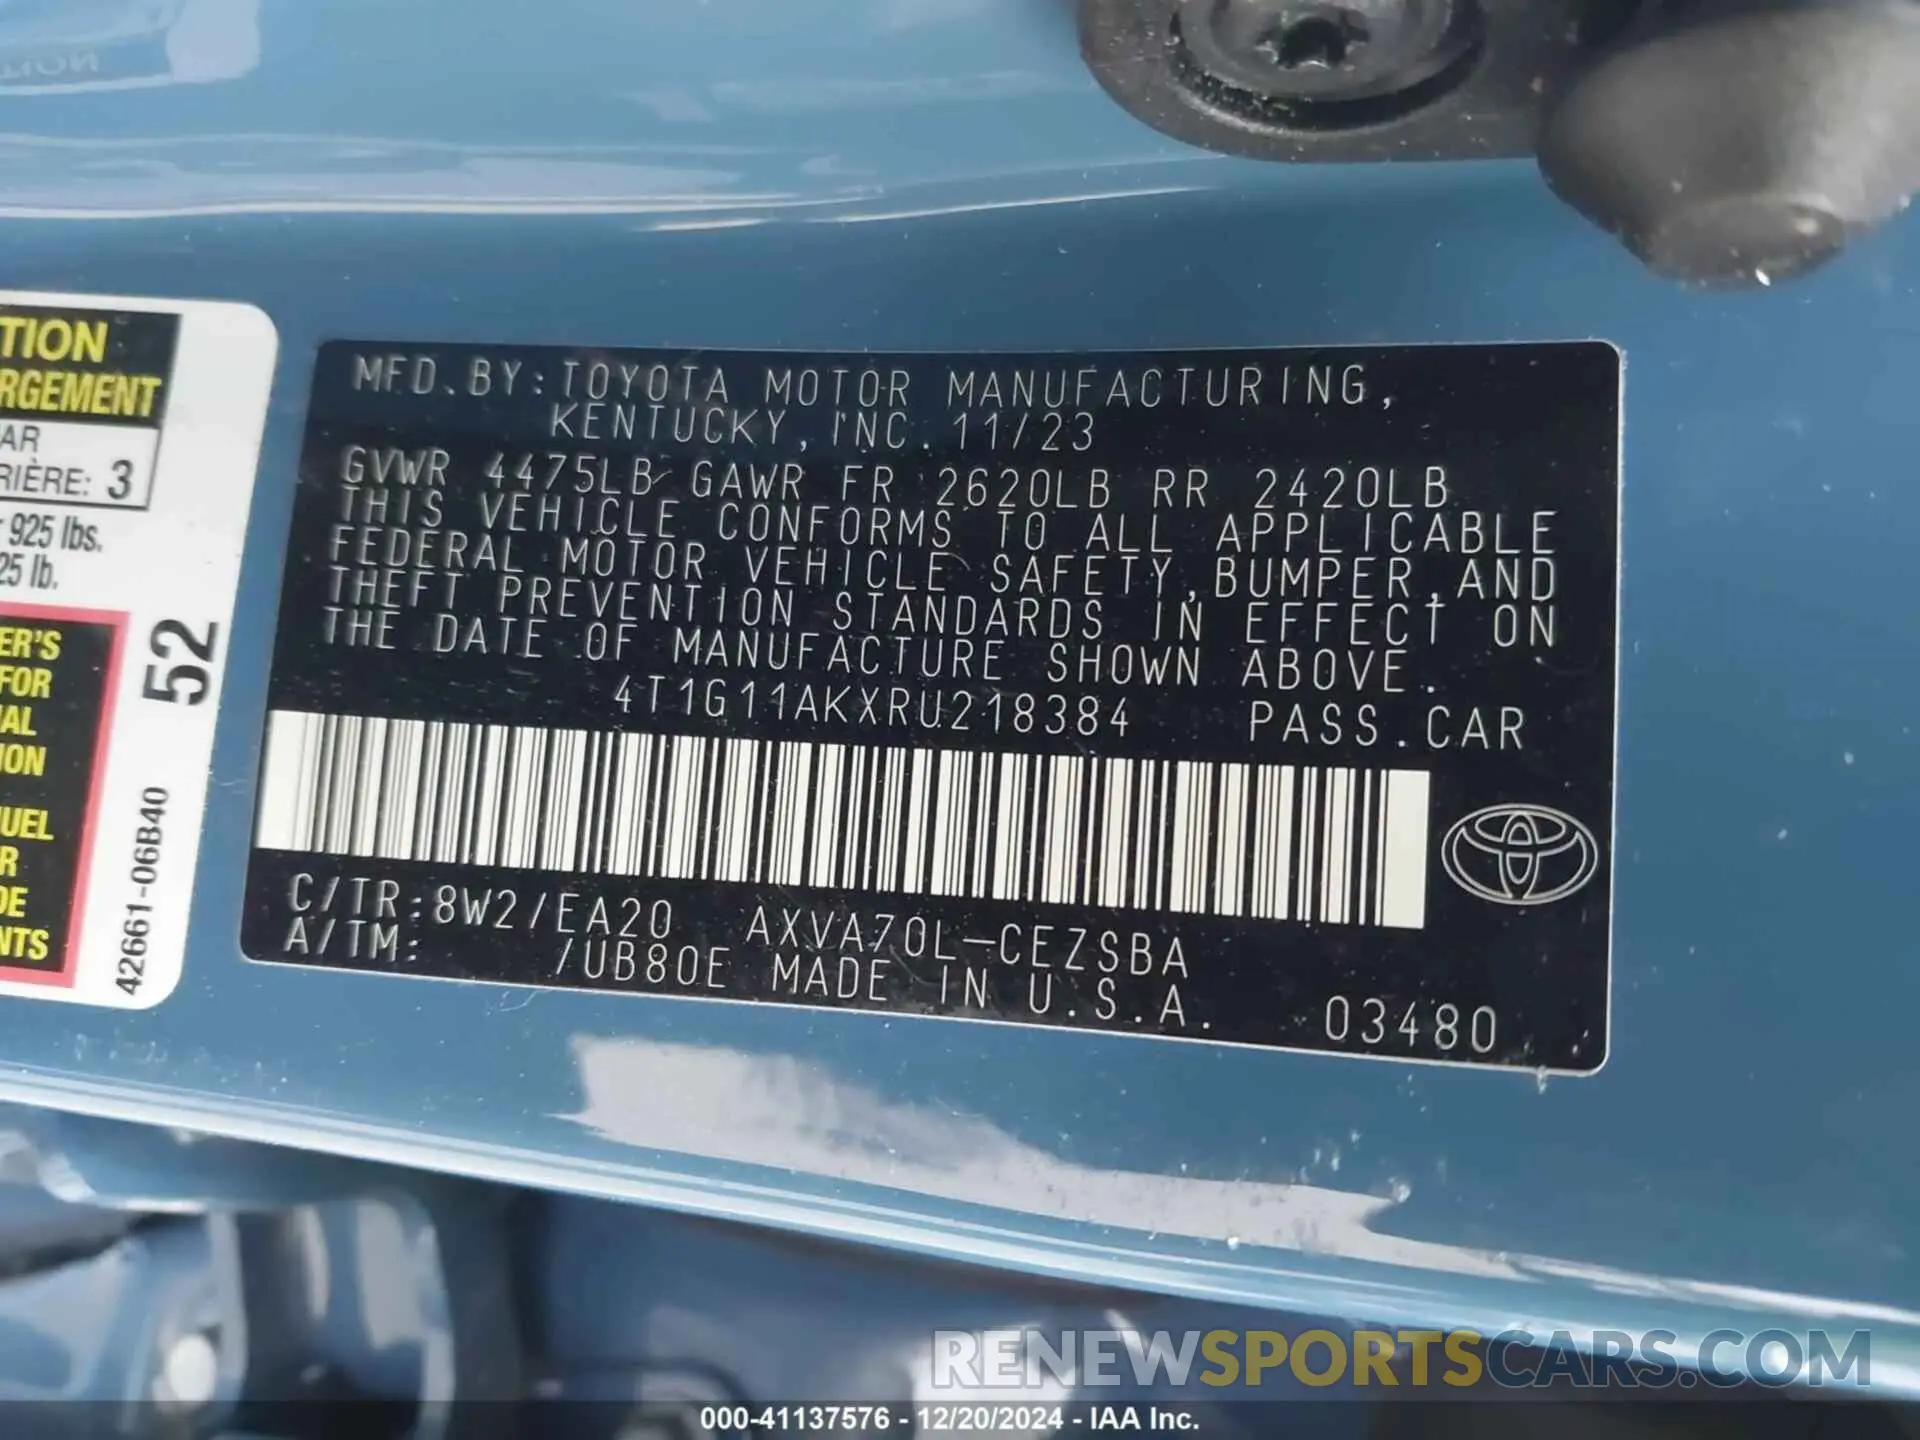 TION
RGEMENT
AR
RIÈRE: 3
925 lbs.
25 lb.
ER'S
FOR
AL
ION
UEL
R
DE
NTS
52
42661-06B40
MFD.BY:TOYOTA MOTOR MANUFACTURING,
KENTUCKY, INC. 11/23
GVWR 4475LB GAWR FR 2620LB RR 2420LB
THIS VEHICLE CONFORMS TO ALL APPLICABLE
FEDERAL MOTOR VEHICLE SAFETY,BUMPER,AND
THEFT PREVENTION STANDARDS IN EFFECT ON
THE DATE OF MANUFACTURE SHOWN ABOVE.
4T1G11AKXRU218384 PASS.CAR
C/TR:8W2/EA20 AXVA70L-CEZSBA
A/TM: /UB80E MADE IN U.S.A. 03480
RENEWSPORTSCARS.COM
000-41137576 - 12/20/2024 - IAA Inc.